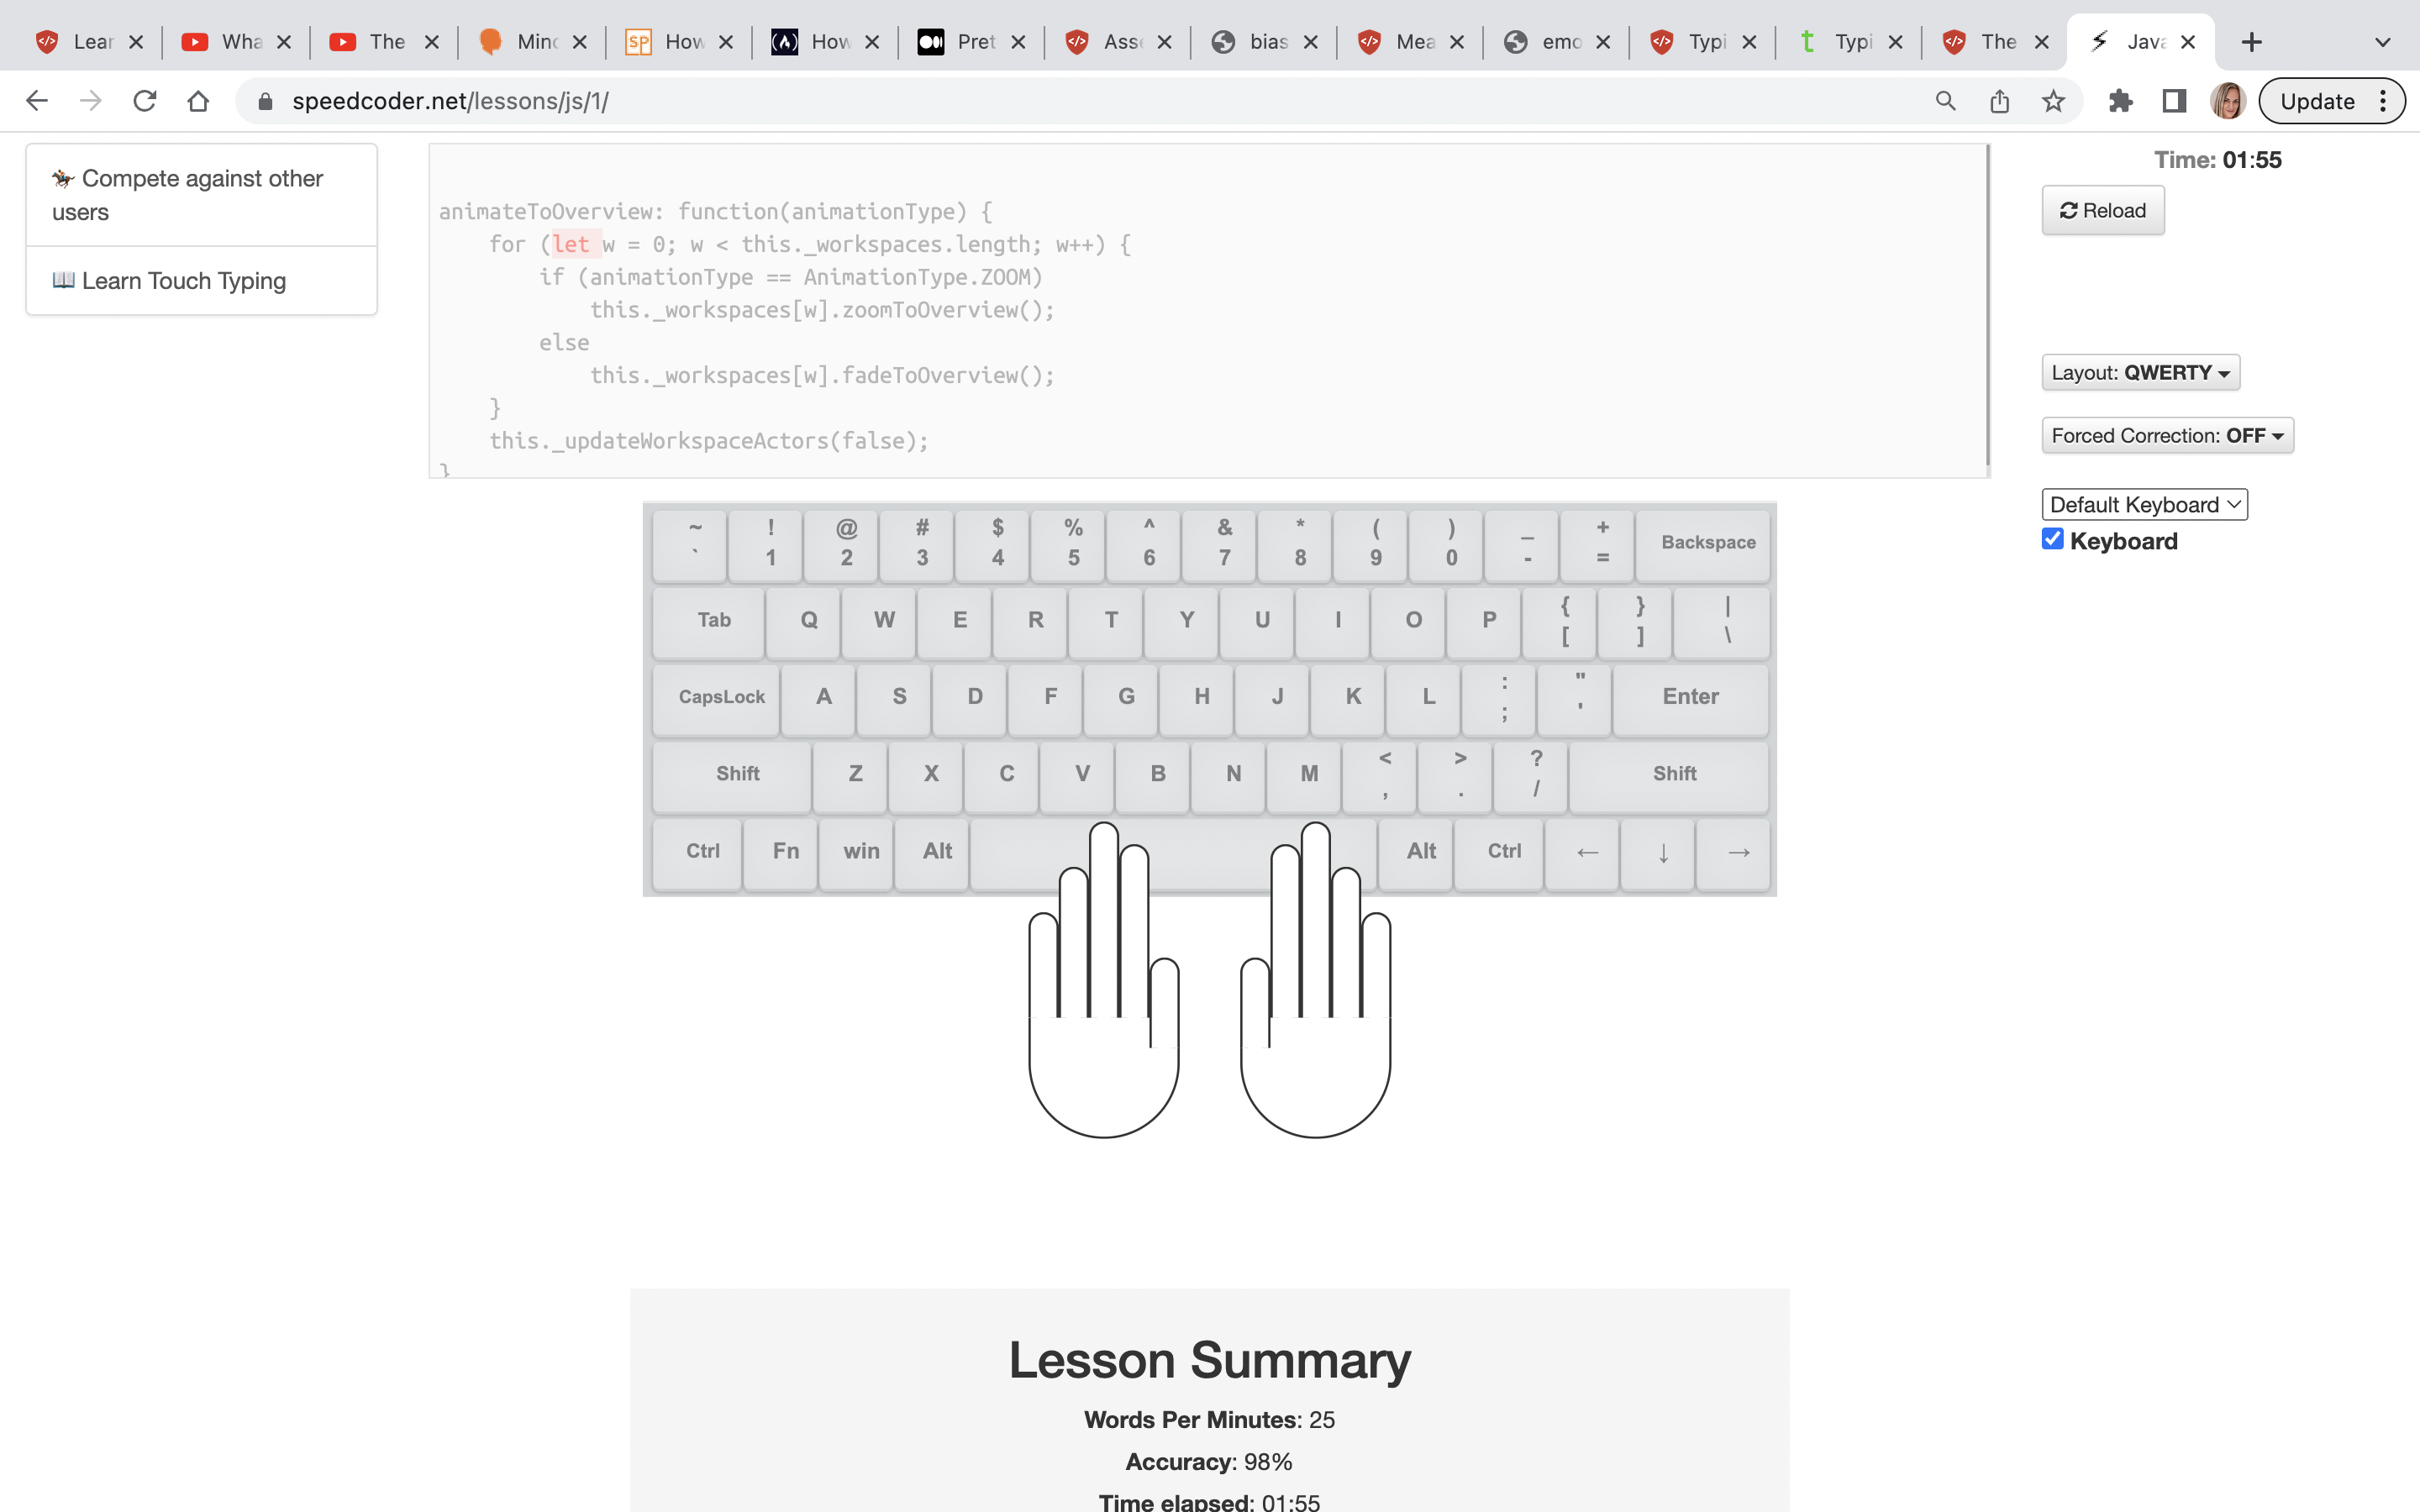 Lear
Wha
The
Minc
How
How
Pret
Asse
bias
Mea
emo
Typi
Typi
The
Java
speedcoder.net/lessons/js/1/
Update
Compete against other
users
Learn Touch Typing
animateToOverview: function(animationType) {
for (let w = 0; w < this._workspaces.length; w++) {
if (animationType == AnimationType.ZOOM)
this._workspaces[w].zoomToOverview();
else
this._workspaces[w].fadeToOverview();
}
this._updateWorkspaceActors(false);
}
Time: 01:55
Reload
Layout: QWERTY
Forced Correction: OFF
Default Keyboard
Keyboard
~ ! @ # $ % ^ & * ( ) _ + Backspace
` 1 2 3 4 5 6 7 8 9 0 - =
Tab Q W E R T Y U I O P { } |
[ ] \
CapsLock A S D F G H J K L : " Enter
; '
Shift Z X C V B N M < > ? Shift
, . /
Ctrl Fn win Alt Alt Ctrl ← ↓ →
Lesson Summary
Words Per Minutes: 25
Accuracy: 98%
Time elapsed: 01:55